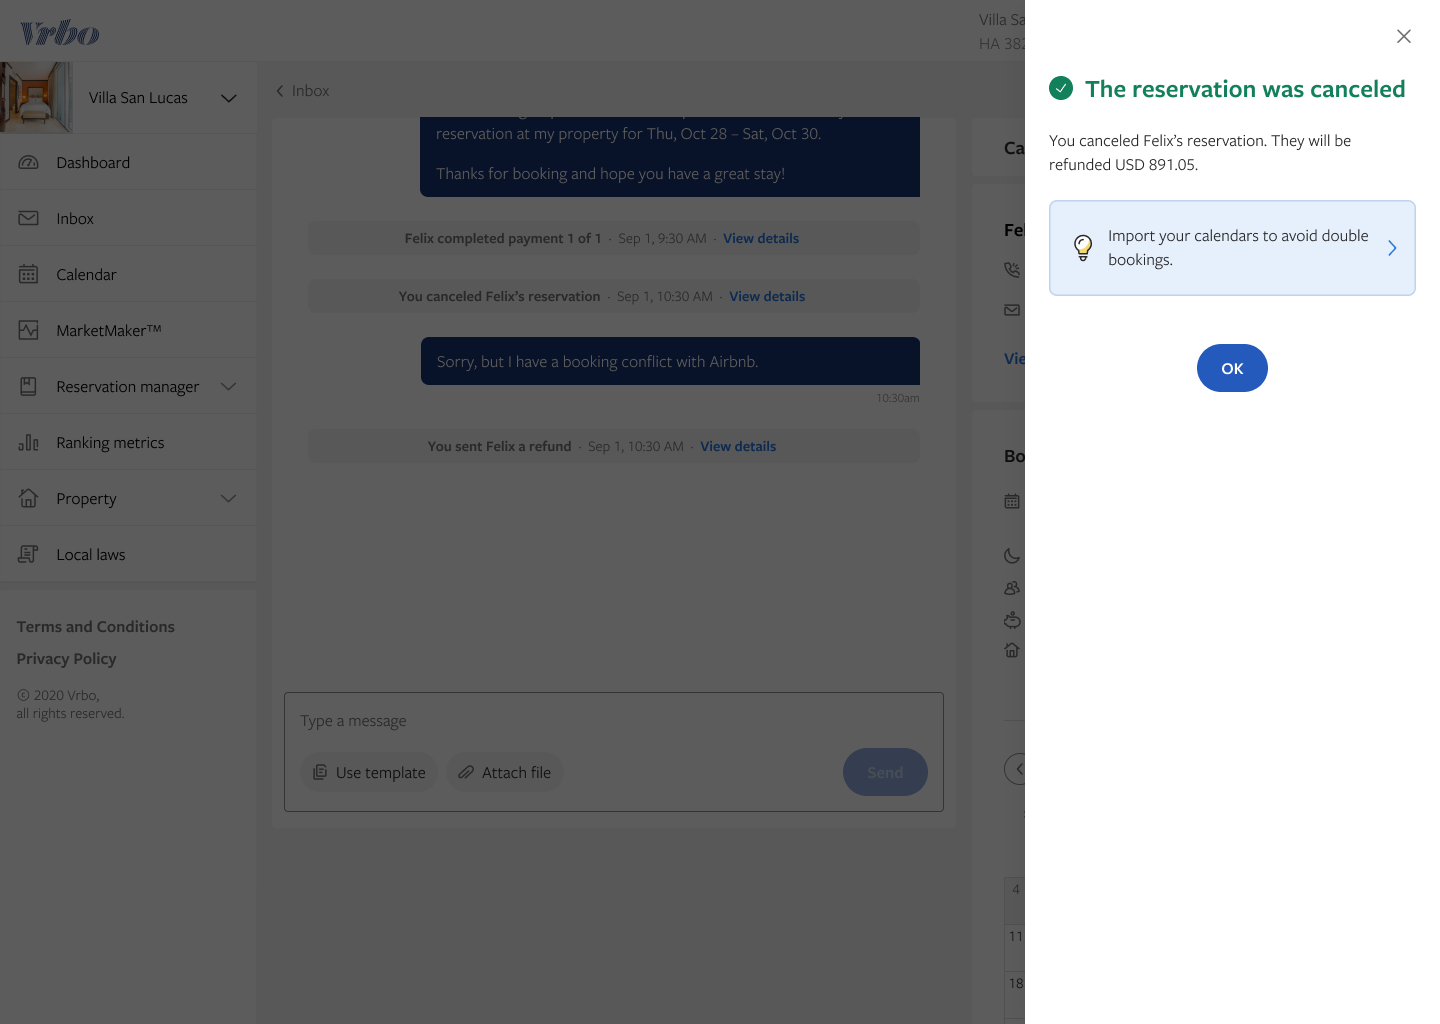 Vrbo
Villa Sa
HA 382
Villa San Lucas
Dashboard
Inbox
Calendar
MarketMaker™
Reservation manager
Ranking metrics
Property
Local laws
Terms and Conditions
Privacy Policy
© 2020 Vrbo,
all rights reserved.
Inbox
reservation at my property for Thu, Oct 28 – Sat, Oct 30.
Thanks for booking and hope you have a great stay!
Felix completed payment 1 of 1 · Sep 1, 9:30 AM · View details
You canceled Felix’s reservation · Sep 1, 10:30 AM · View details
Sorry, but I have a booking conflict with Airbnb.
10:30am
You sent Felix a refund · Sep 1, 10:30 AM · View details
Type a message
Use template
Attach file
Send
Ca
Fel
Vie
Bo
4
11
18
The reservation was canceled
You canceled Felix’s reservation. They will be
refunded USD 891.05.
Import your calendars to avoid double
bookings.
OK